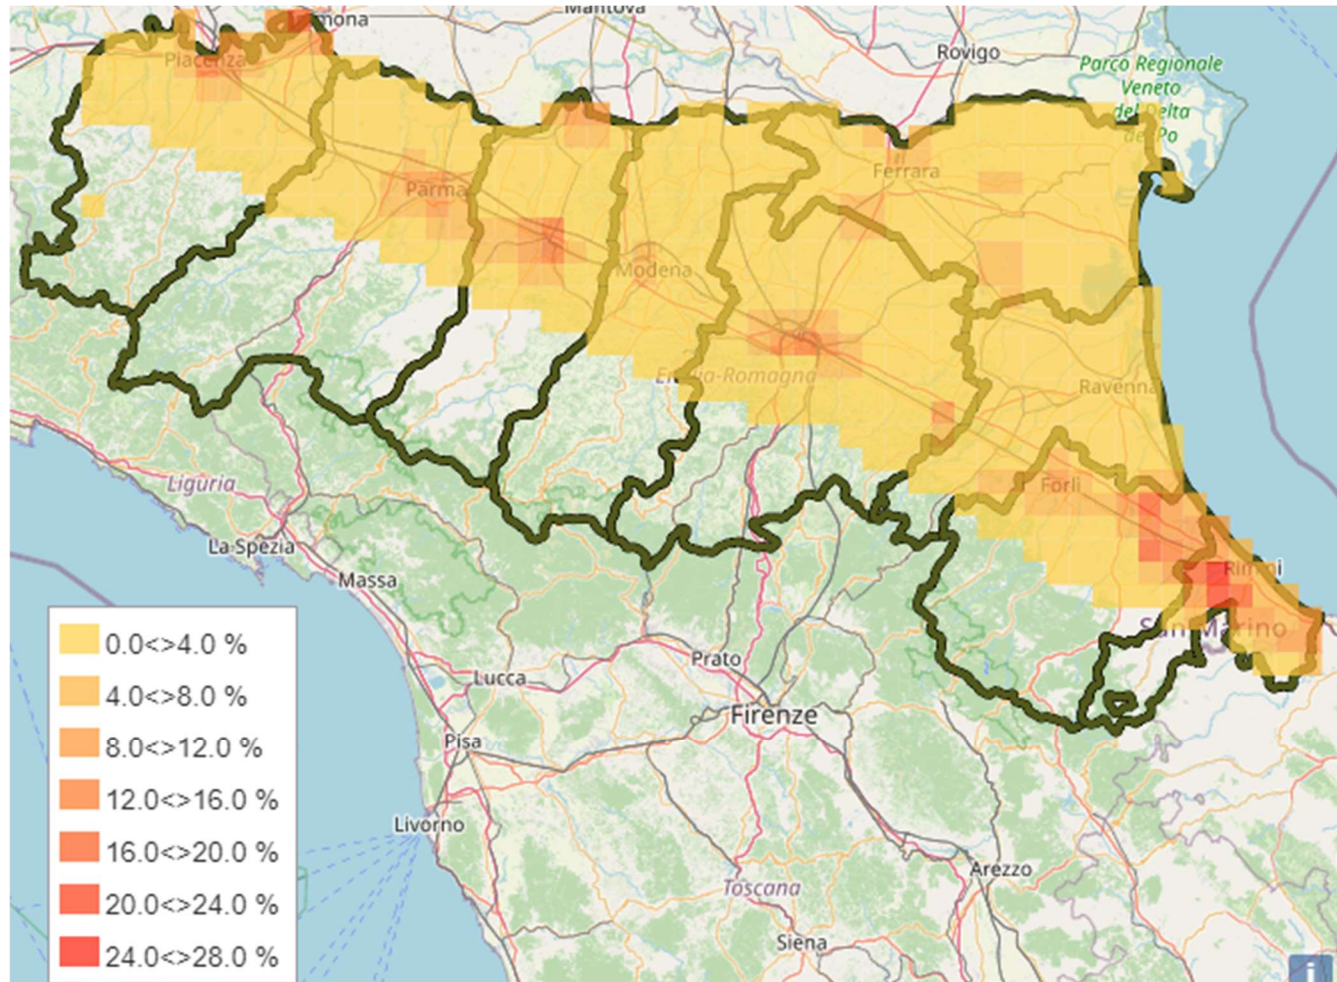 Mantova
mona
Piacenza
Rovigo
Parco Regionale
Veneto
del Delta
del Po
Ferrara
Parma
Modena
Emilia-Romagna
Ravenna
Liguria
Forlì
La Spezia
Massa
Rimini
San Marino
Prato
Lucca
Firenze
Pisa
Livorno
Arezzo
Toscana
Siena
0.0<>4.0 %
4.0<>8.0 %
8.0<>12.0 %
12.0<>16.0 %
16.0<>20.0 %
20.0<>24.0 %
24.0<>28.0 %
i